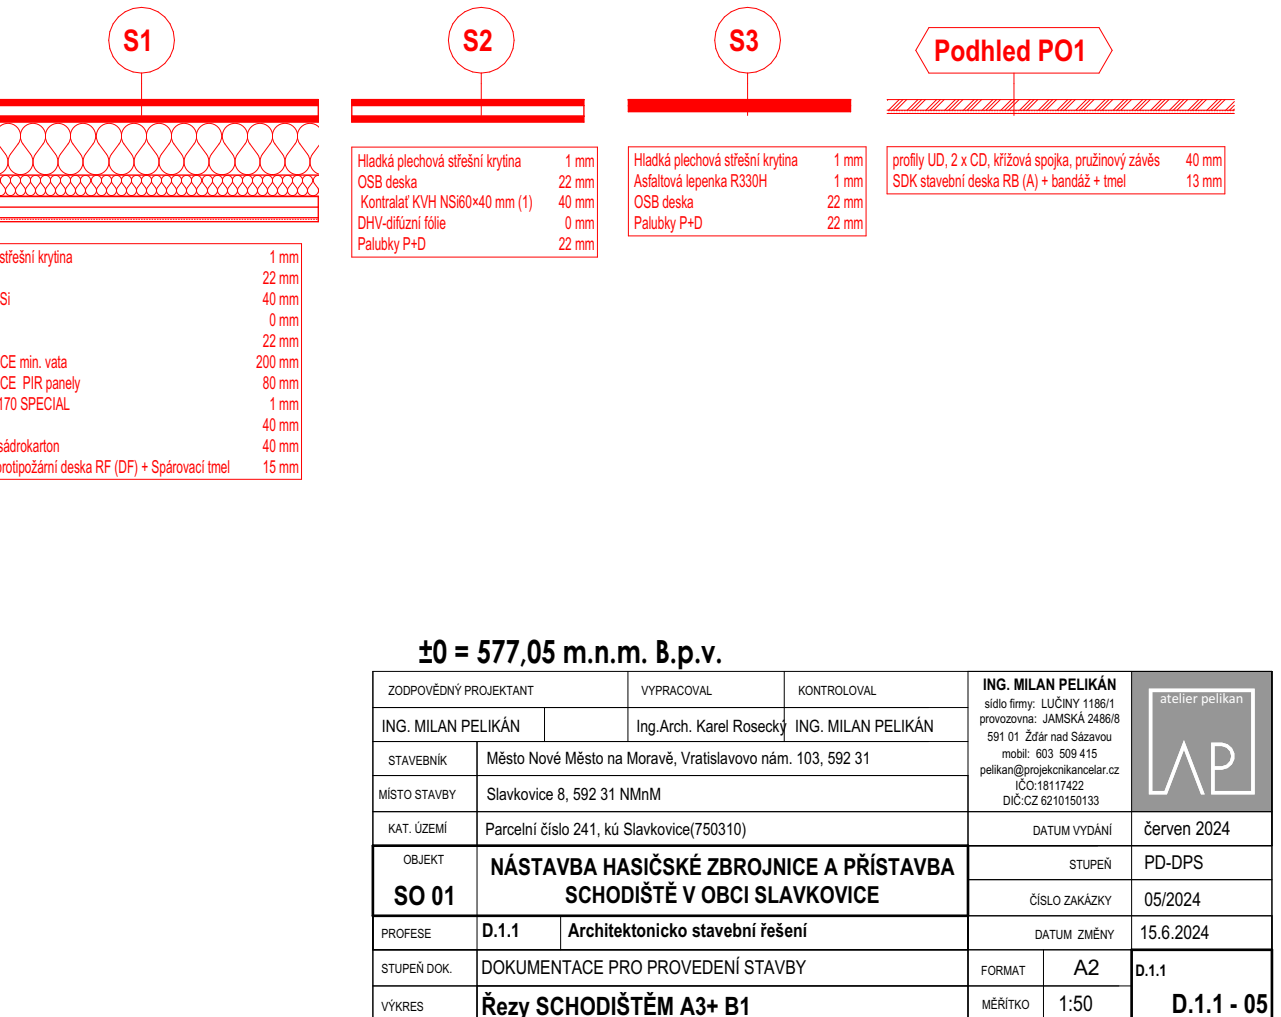 S1
S2
S3
Podhled PO1
Hladká plechová střešní krytina 1 mm
OSB deska 22 mm
Kontralať KVH NSi60×40 mm (1) 40 mm
DHV-difúzní fólie 0 mm
Palubky P+D 22 mm
Hladká plechová střešní krytina 1 mm
Asfaltová lepenka R330H 1 mm
OSB deska 22 mm
Palubky P+D 22 mm
profily UD, 2 x CD, křížová spojka, pružinový závěs 40 mm
SDK stavební deska RB (A) + bandáž + tmel 13 mm
střešní krytina 1 mm
22 mm
Si 40 mm
0 mm
22 mm
CE min. vata 200 mm
CE PIR panely 80 mm
170 SPECIAL 1 mm
40 mm
sádrokarton 40 mm
protipožární deska RF (DF) + Spárovací tmel 15 mm
±0 = 577,05 m.n.m. B.p.v.
ZODPOVĚDNÝ PROJEKTANT VYPRACOVAL KONTROLOVAL
ING. MILAN PELIKÁN Ing.Arch. Karel Rosecký ING. MILAN PELIKÁN
STAVEBNÍK Město Nové Město na Moravě, Vratislavovo nám. 103, 592 31
MÍSTO STAVBY Slavkovice 8, 592 31 NMnM
KAT. ÚZEMÍ Parcelní číslo 241, kú Slavkovice(750310)
ING. MILAN PELIKÁN
sídlo firmy: LUČINY 1186/1
provozovna: JAMSKÁ 2486/8
591 01 Žďár nad Sázavou
mobil: 603 509 415
pelikan@projekcnikancelar.cz
IČO:18117422
DIČ:CZ 6210150133
atelier pelikan
AP
DATUM VYDÁNÍ červen 2024
OBJEKT
SO 01
NÁSTAVBA HASIČSKÉ ZBROJNICE A PŘÍSTAVBA
SCHODIŠTĚ V OBCI SLAVKOVICE
STUPEŇ PD-DPS
ČÍSLO ZAKÁZKY 05/2024
PROFESE D.1.1 Architektonicko stavební řešení
DATUM ZMĚNY 15.6.2024
STUPEŇ DOK. DOKUMENTACE PRO PROVEDENÍ STAVBY
FORMAT A2
D.1.1
VÝKRES Řezy SCHODIŠTĚM A3+ B1
MĚŘÍTKO 1:50
D.1.1 - 05